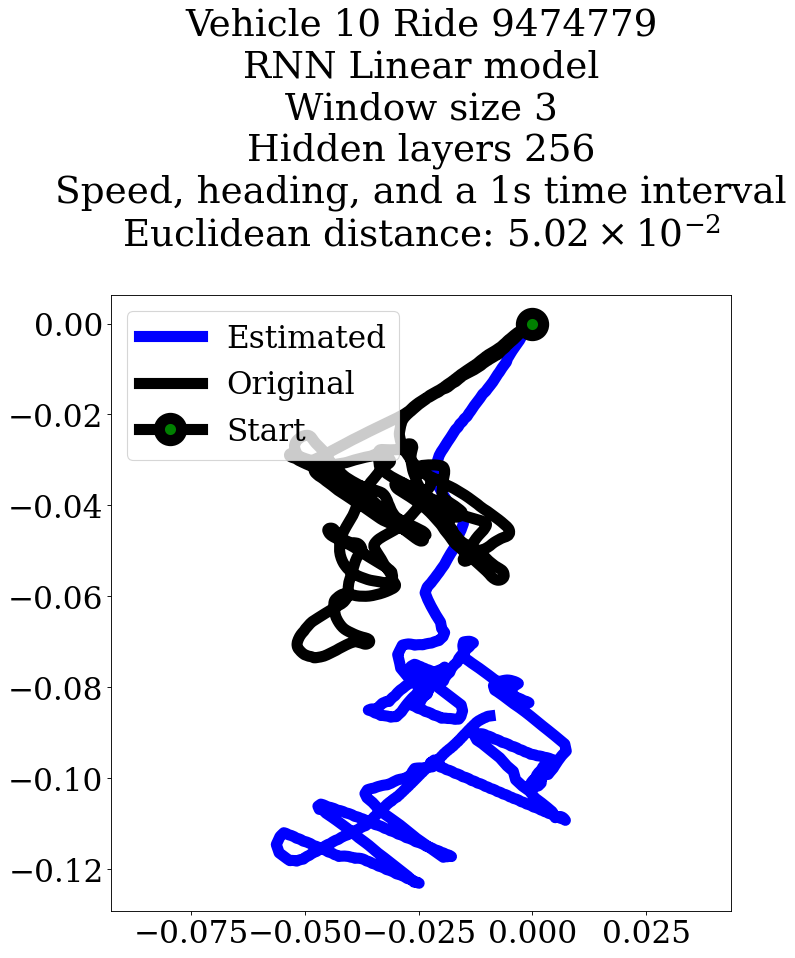 Vehicle 10 Ride 9474779
RNN Linear model
Window size 3
Hidden layers 256
Speed, heading, and a 1s time interval
Euclidean distance: 5.02 × 10⁻²
Estimated
Original
Start
0.00
−0.02
−0.04
−0.06
−0.08
−0.10
−0.12
−0.075 −0.050 −0.025 0.000 0.025